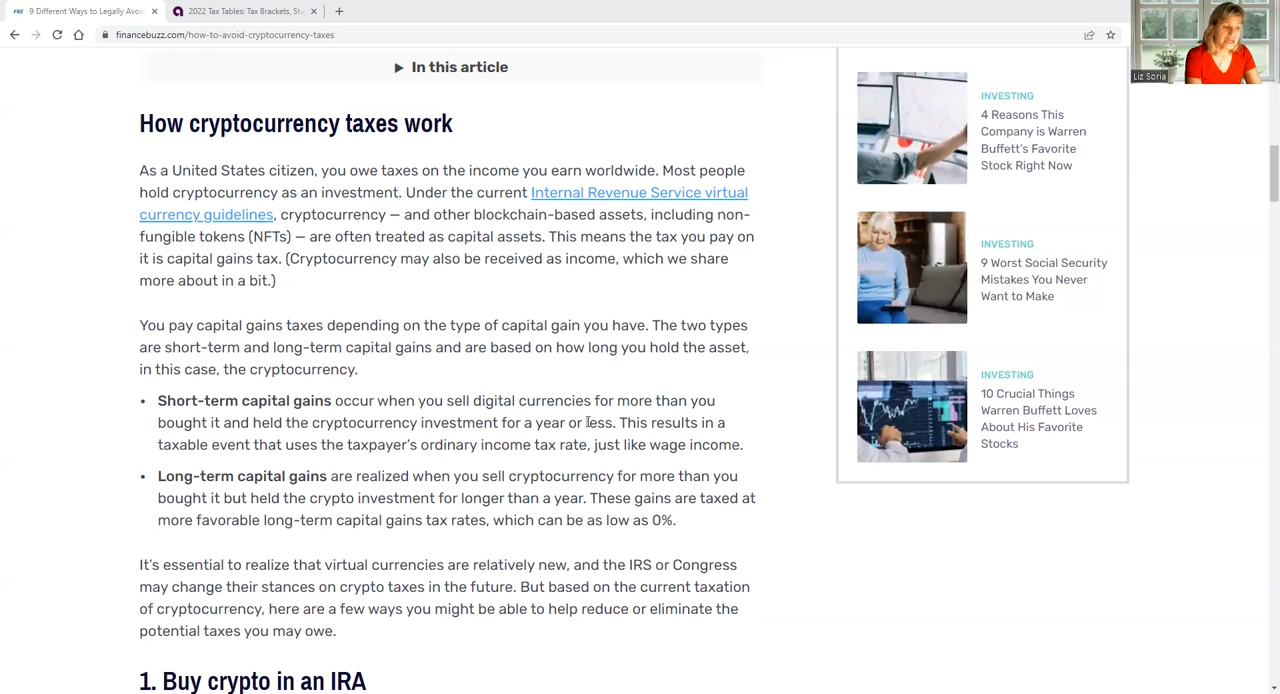 9 Different Ways to Legally Avoi
2022 Tax Tables: Tax Brackets, St
financebuzz.com/how-to-avoid-cryptocurrency-taxes
Liz Soria
In this article
How cryptocurrency taxes work
As a United States citizen, you owe taxes on the income you earn worldwide. Most people
hold cryptocurrency as an investment. Under the current Internal Revenue Service virtual
currency guidelines, cryptocurrency — and other blockchain-based assets, including non-
fungible tokens (NFTs) — are often treated as capital assets. This means the tax you pay on
it is capital gains tax. (Cryptocurrency may also be received as income, which we share
more about in a bit.)
You pay capital gains taxes depending on the type of capital gain you have. The two types
are short-term and long-term capital gains and are based on how long you hold the asset,
in this case, the cryptocurrency.
• Short-term capital gains occur when you sell digital currencies for more than you
bought it and held the cryptocurrency investment for a year or less. This results in a
taxable event that uses the taxpayer's ordinary income tax rate, just like wage income.
• Long-term capital gains are realized when you sell cryptocurrency for more than you
bought it but held the crypto investment for longer than a year. These gains are taxed at
more favorable long-term capital gains tax rates, which can be as low as 0%.
It's essential to realize that virtual currencies are relatively new, and the IRS or Congress
may change their stances on crypto taxes in the future. But based on the current taxation
of cryptocurrency, here are a few ways you might be able to help reduce or eliminate the
potential taxes you may owe.
1. Buy crypto in an IRA
INVESTING
4 Reasons This
Company is Warren
Buffett's Favorite
Stock Right Now
INVESTING
9 Worst Social Security
Mistakes You Never
Want to Make
INVESTING
10 Crucial Things
Warren Buffett Loves
About His Favorite
Stocks